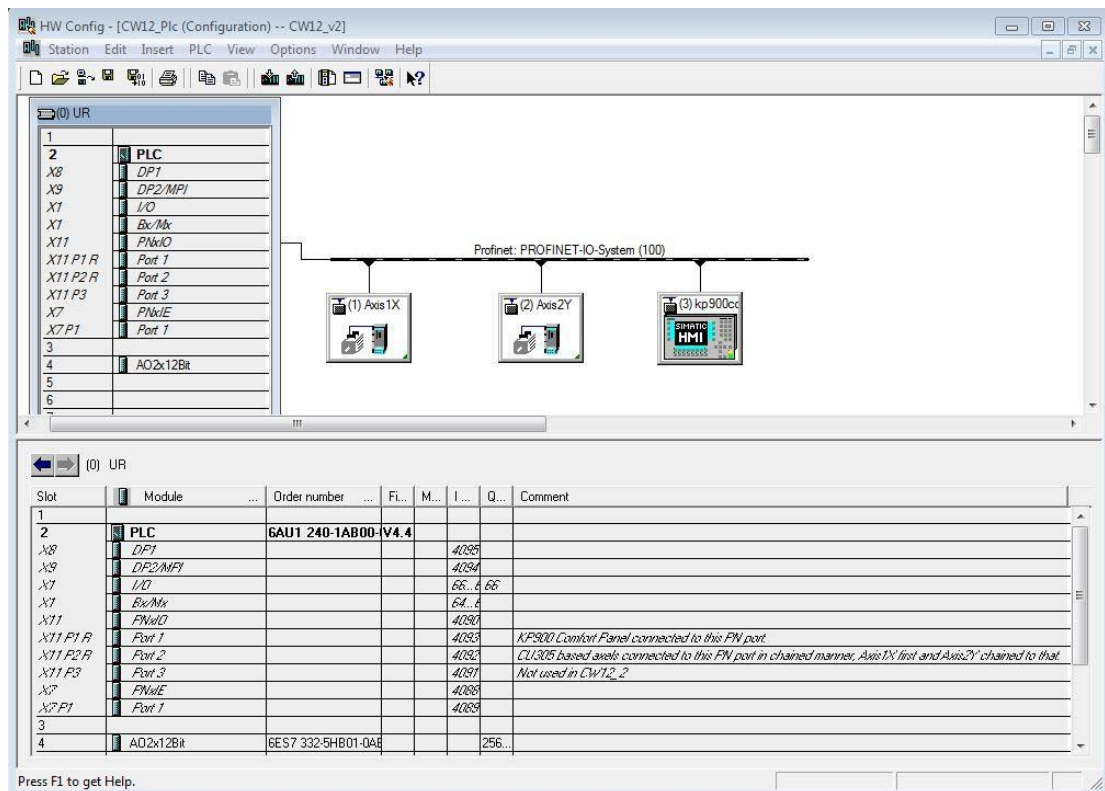 HW Config - [CW12_Plc (Configuration) -- CW12_v2]
Station Edit Insert PLC View Options Window Help
(0) UR
1
2 PLC
X8 DP1
X9 DP2/MPI
X1 I/O
X1 Bx/Mx
X11 PNxIO
X11 P1 R Port 1
X11 P2 R Port 2
X11 P3 Port 3
X7 PNxIE
X7 P1 Port 1
3
4 AO2x12Bit
5
6
Profinet: PROFINET-IO-System (100)
(1) Axis1X
(2) Axis2Y
(3) kp900co
SIMATIC
HMI
(0) UR
Slot Module ... Order number ... Fi... M... I ... Q... Comment
1
2 PLC 6AU1 240-1AB00- V4.4
X8 DP1 4095
X9 DP2/MPI 4094
X1 I/O 66... 66
X1 Bx/Mx 64...
X11 PNxIO 4090
X11 P1 R Port 1 4093 KP900 Comfort Panel connected to this PN port
X11 P2 R Port 2 4092 CU305 based axels connected to this PN port in chained manner, Axis1X first and Axis2Y chained to that
X11 P3 Port 3 4091 Not used in CW12_2
X7 PNxIE 4088
X7 P1 Port 1 4089
3
4 AO2x12Bit 6ES7 332-5HB01-0AB 256...
Press F1 to get Help.